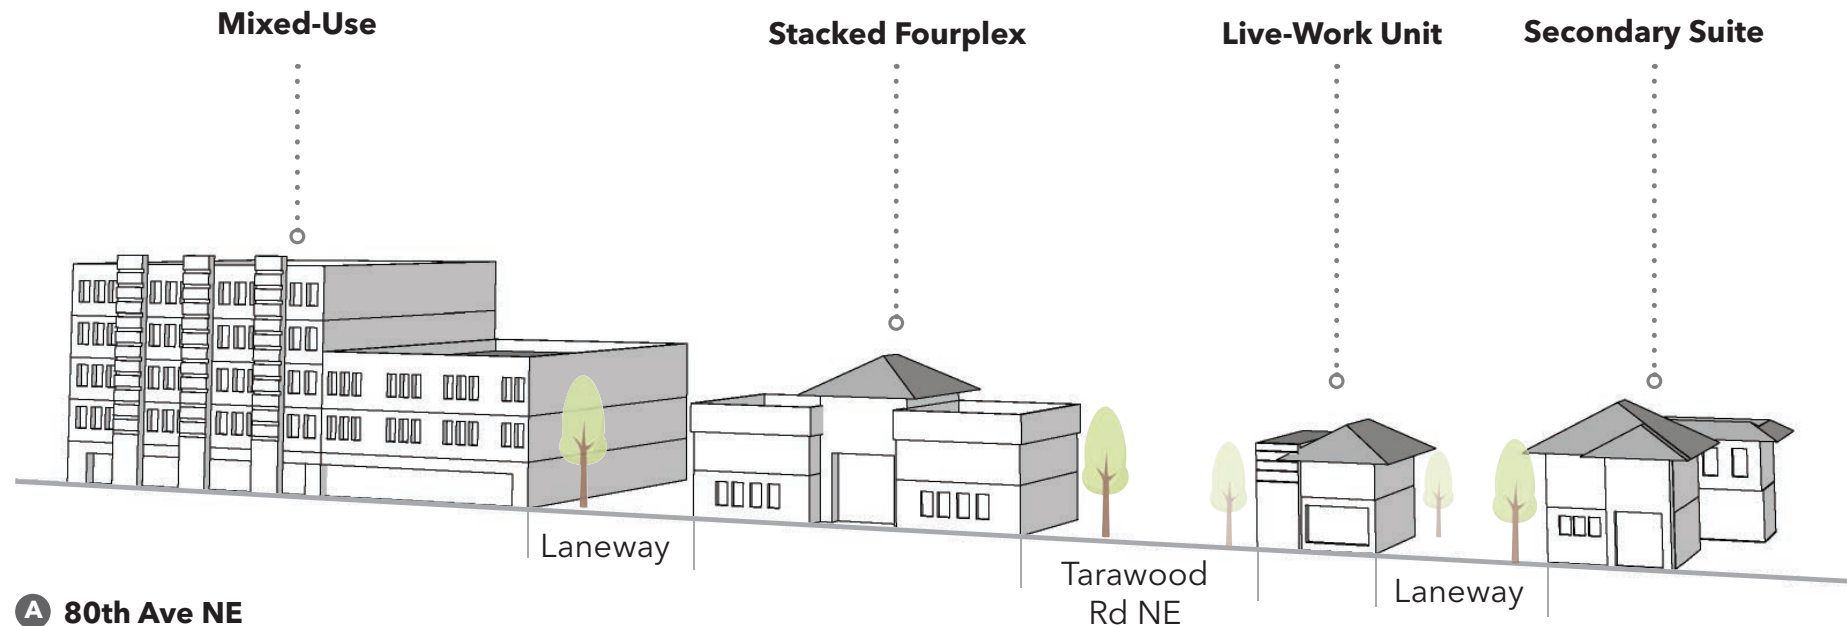 Mixed-Use
Stacked Fourplex
Live-Work Unit
Secondary Suite
Laneway
Tarawood
Rd NE
Laneway
A 80th Ave NE